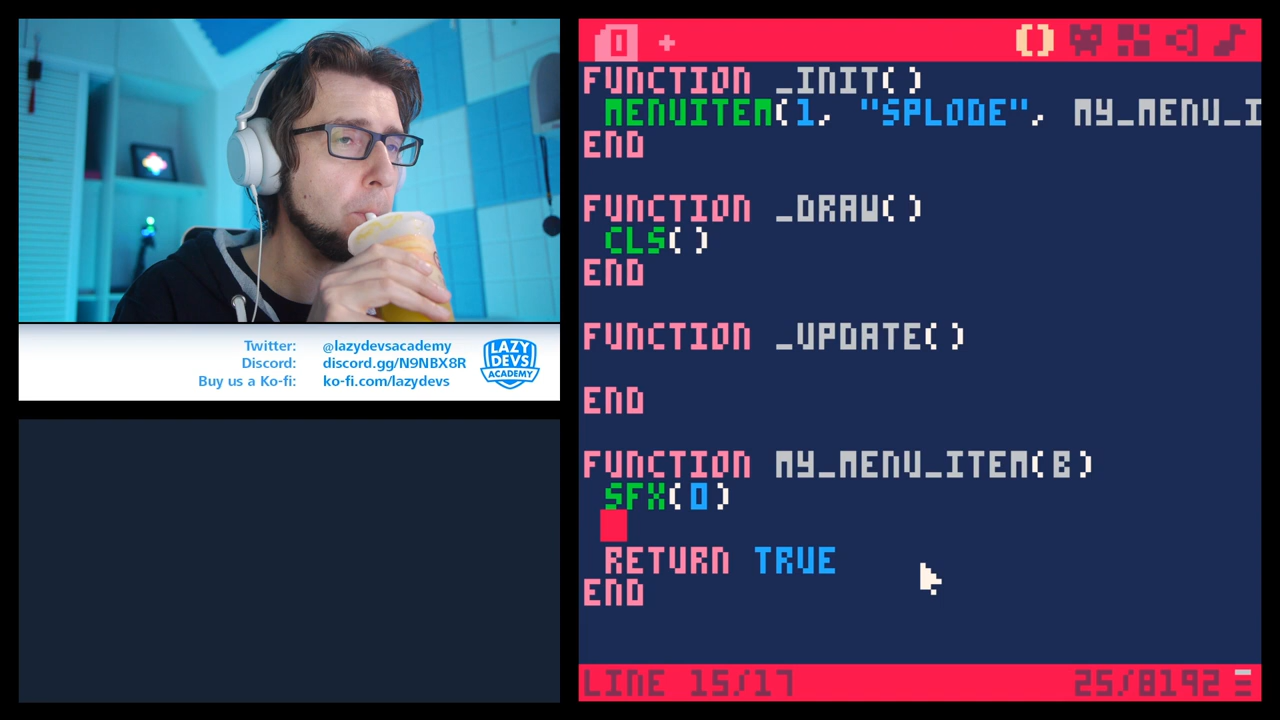 Twitter: @lazydevsacademy
Discord: discord.gg/N9NBX8R
Buy us a Ko-fi: ko-fi.com/lazydevs
LAZY
DEVS
ACADEMY
0 +
FUNCTION _INIT()
MENUITEM(1, "SPLODE", MY_MENU_I
END
FUNCTION _DRAW()
CLS()
END
FUNCTION _UPDATE()
END
FUNCTION MY_MENU_ITEM(B)
SFX(0)
RETURN TRUE
END
LINE 15/17 25/8192